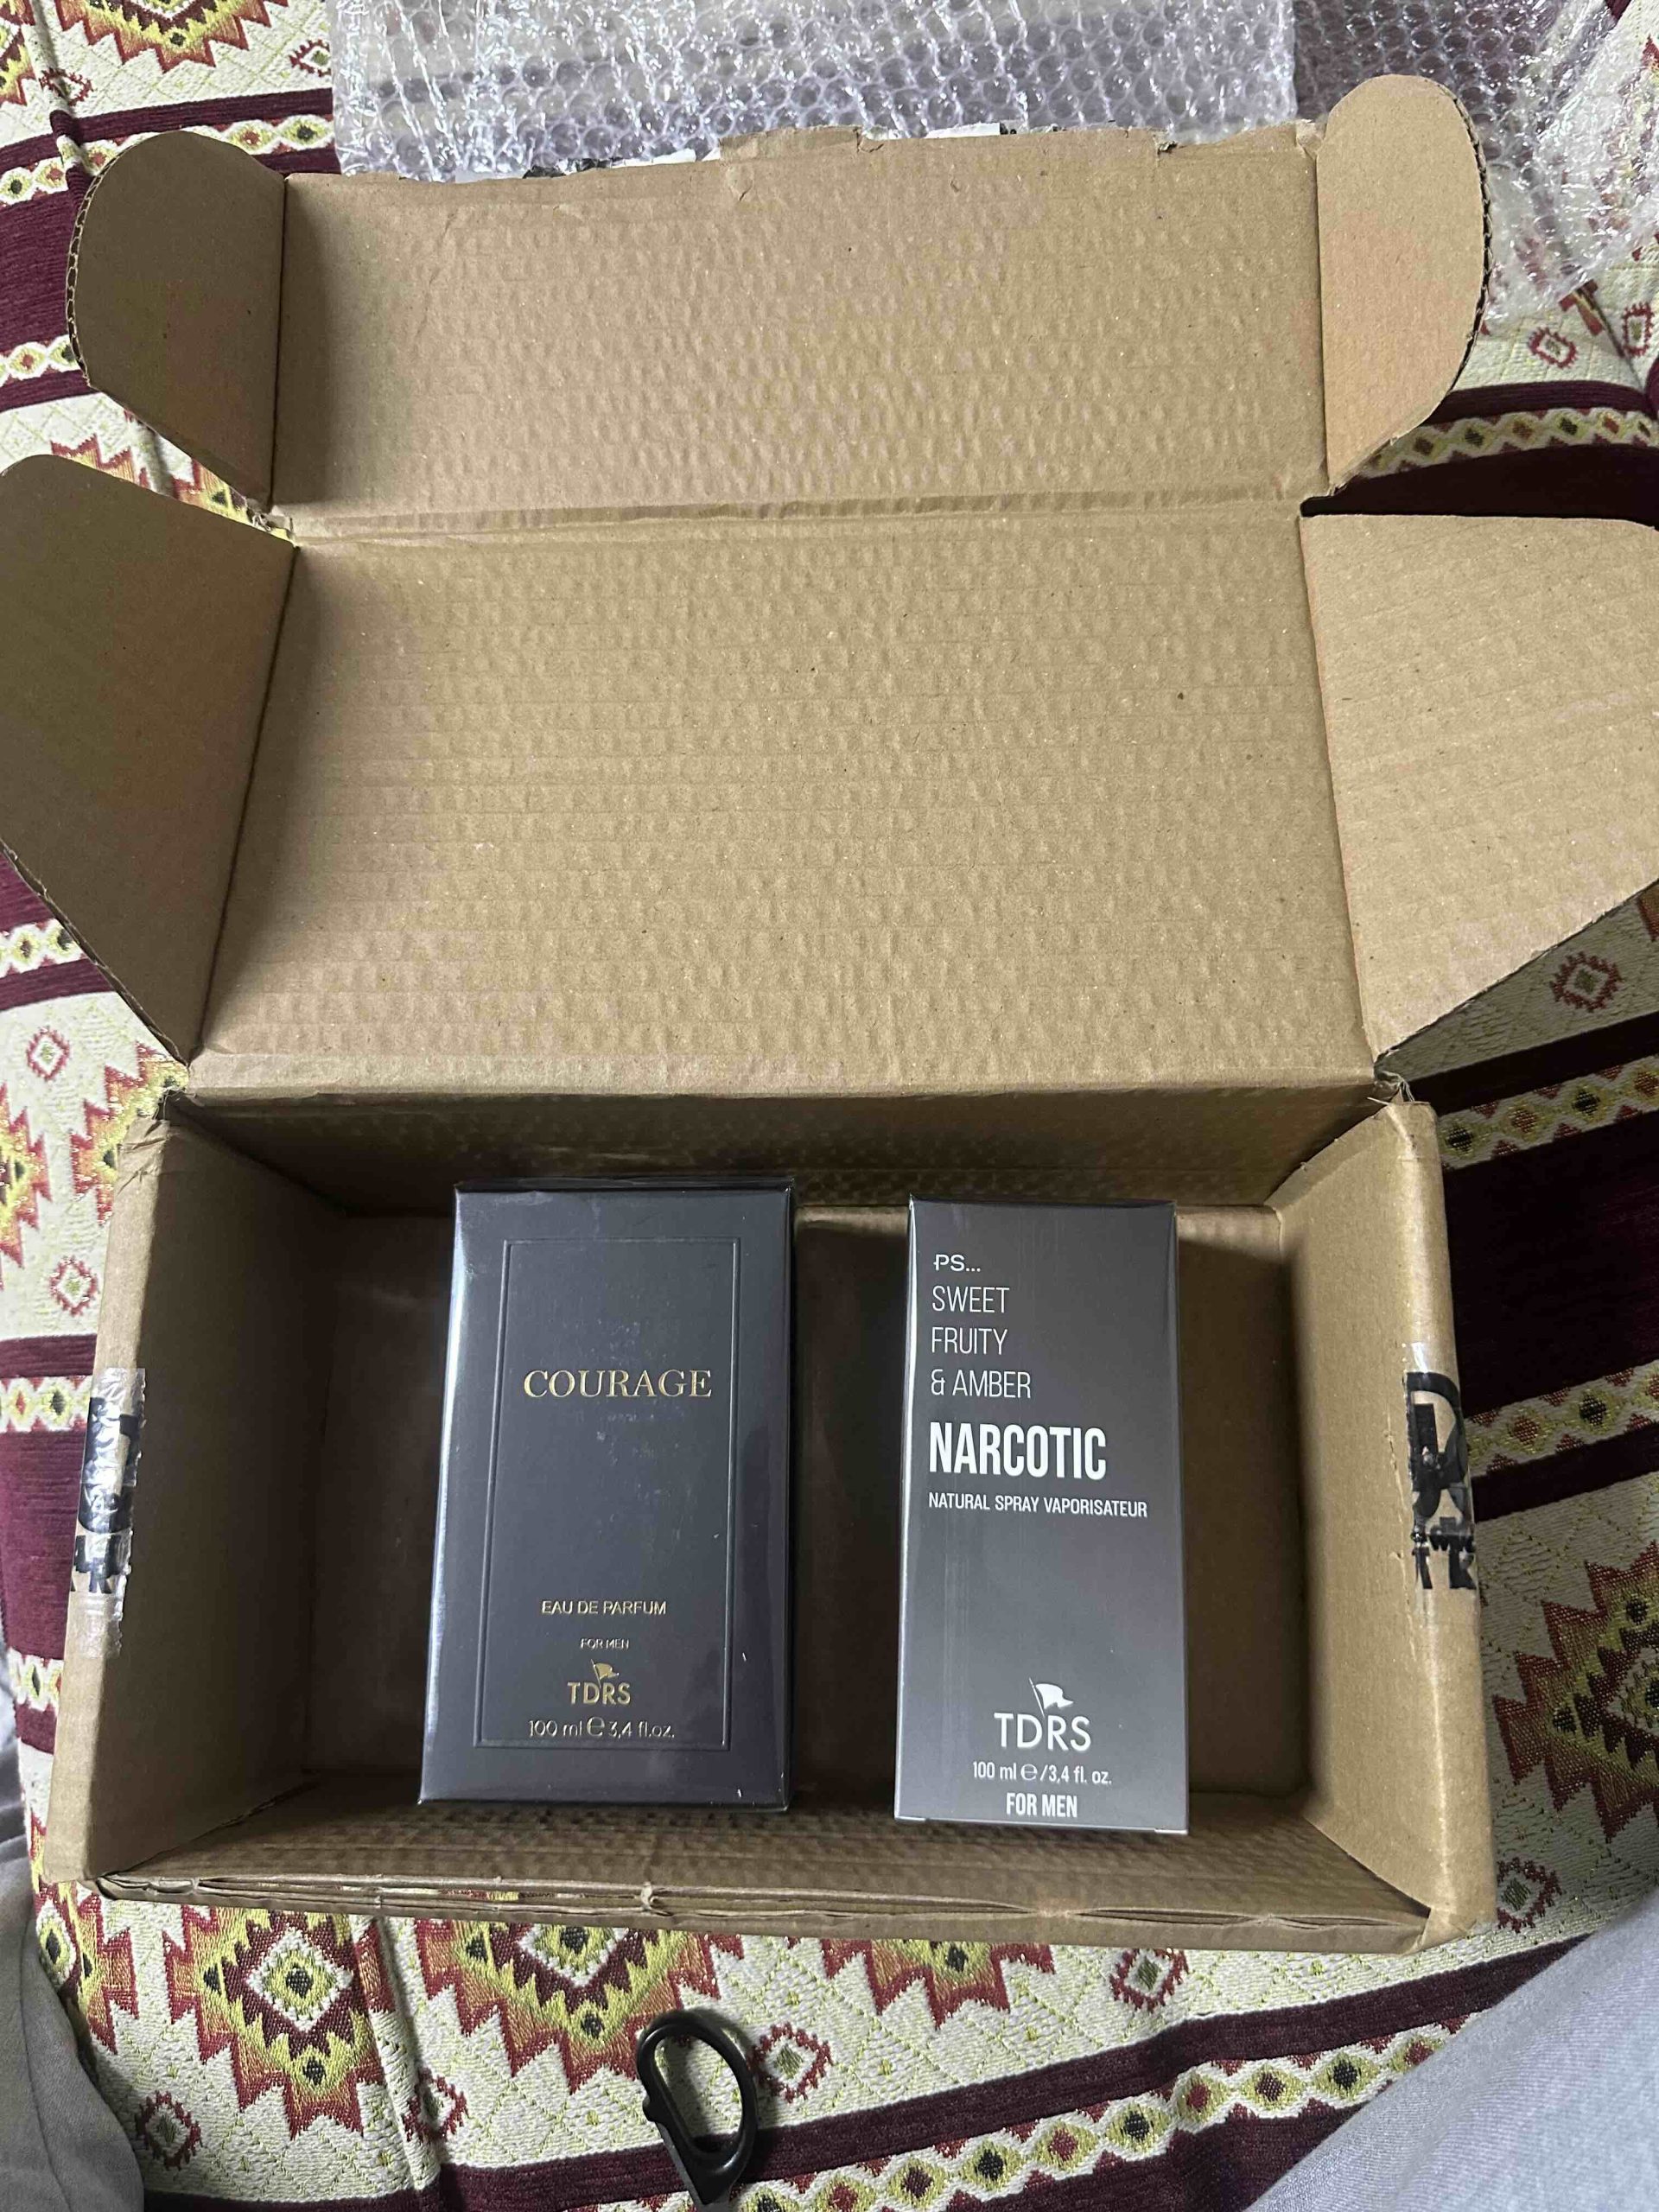 COURAGE
EAU DE PARFUM
FOR MEN
TDRS
100 ml ℮ 3,4 fl.oz.
PS...
SWEET
FRUITY
& AMBER
NARCOTIC
NATURAL SPRAY VAPORISATEUR
TDRS
100 ml ℮/3,4 fl. oz.
FOR MEN